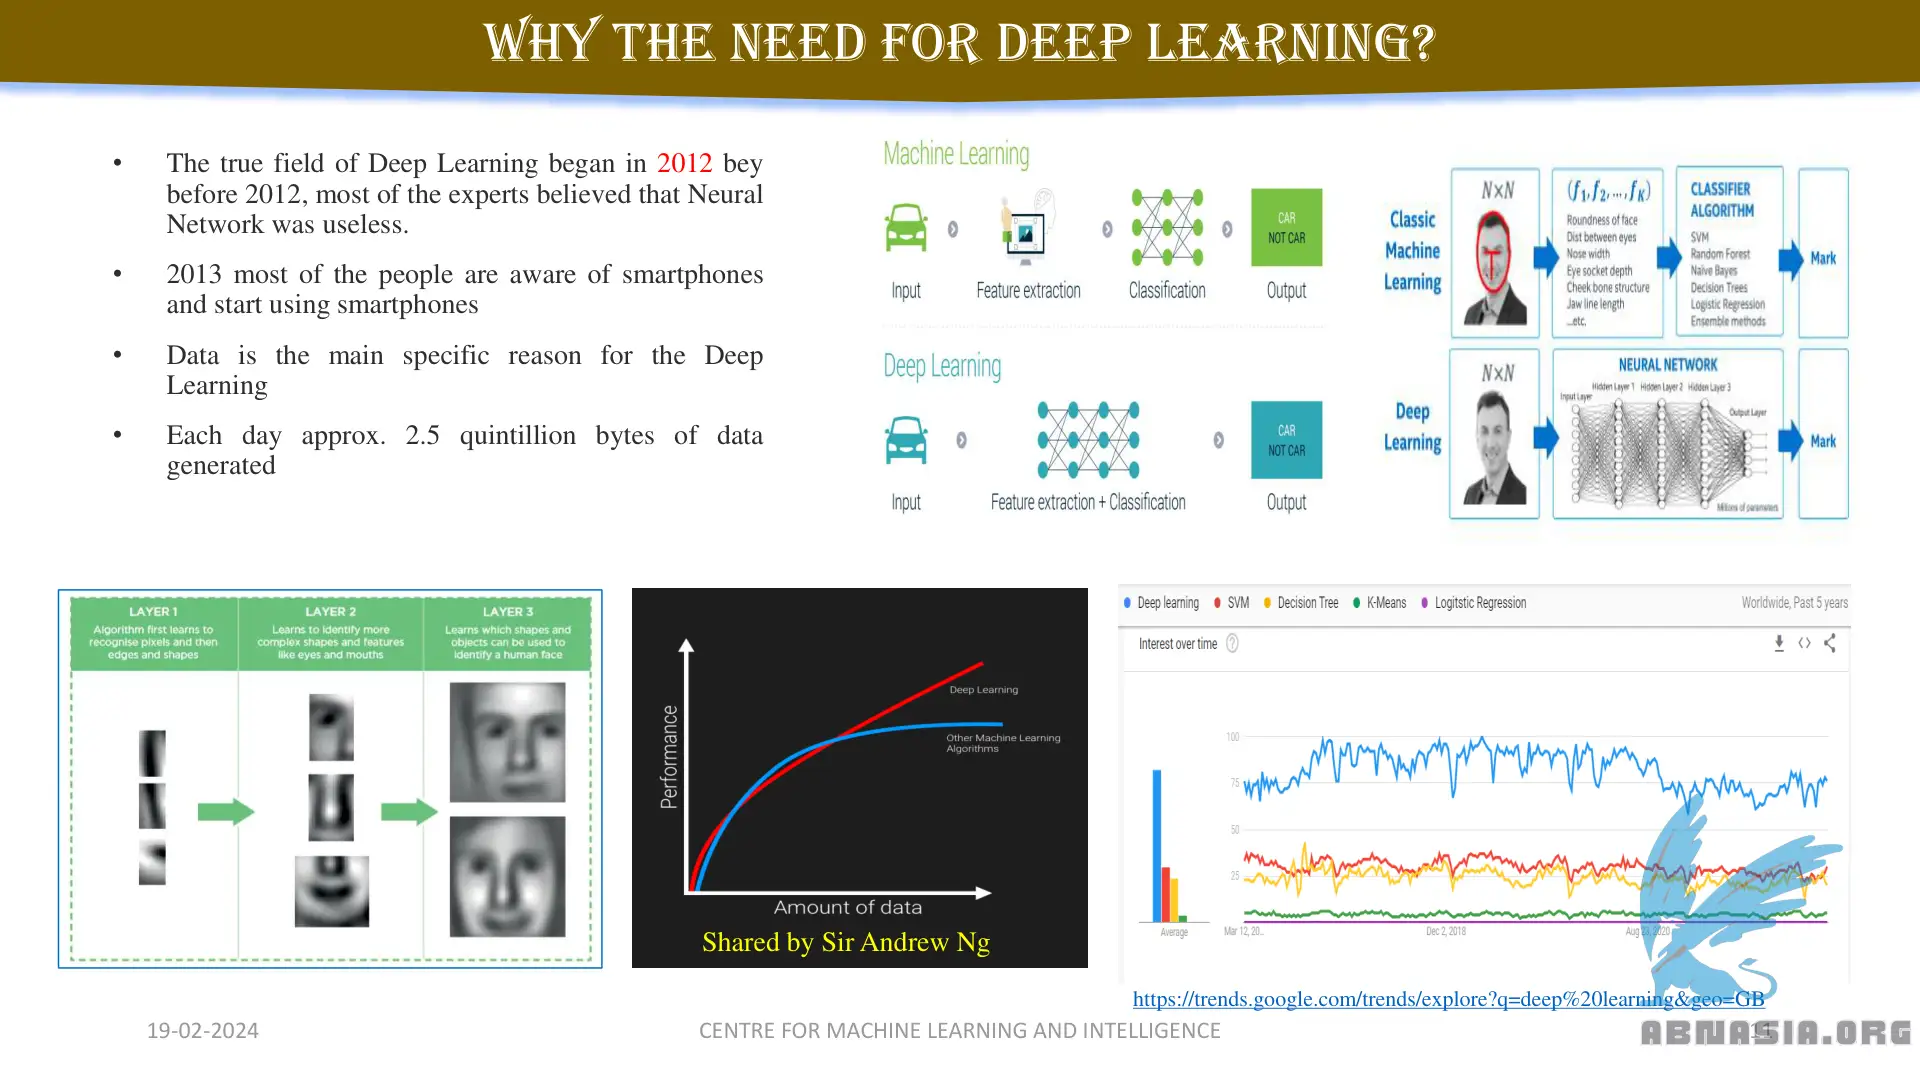 WHY THE NEED FOR DEEP LEARNING?
• The true field of Deep Learning began in 2012 bey
before 2012, most of the experts believed that Neural
Network was useless.
• 2013 most of the people are aware of smartphones
and start using smartphones
• Data is the main specific reason for the Deep
Learning
• Each day approx. 2.5 quintillion bytes of data
generated
Machine Learning
CAR
NOT CAR
Input
Feature extraction
Classification
Output
Deep Learning
CAR
NOT CAR
Input
Feature extraction + Classification
Output
Classic
Machine
Learning
N×N
(f1, f2, ..., fK)
Roundness of face
Dist between eyes
Nose width
Eye socket depth
Cheek bone structure
Jaw line length
...etc.
CLASSIFIER
ALGORITHM
SVM
Random Forest
Naïve Bayes
Decision Trees
Logistic Regression
Ensemble methods
Mark
Deep
Learning
N×N
NEURAL NETWORK
Hidden Layer 1 Hidden Layer 2 Hidden Layer 3
Input Layer
Output Layer
Millions of parameters
Mark
LAYER 1
Algorithm first learns to
recognise pixels and then
edges and shapes
LAYER 2
Learns to identify more
complex shapes and features
like eyes and mouths
LAYER 3
Learns which shapes and
objects can be used to
identify a human face
Performance
Deep Learning
Other Machine Learning
Algorithms
Amount of data
Shared by Sir Andrew Ng
Deep learning SVM Decision Tree K-Means Logitstic Regression Worldwide, Past 5 years
Interest over time ?
100
75
50
25
Average
Mar 12, 20... Dec 2, 2018 Aug 23, 2020
https://trends.google.com/trends/explore?q=deep%20learning&geo=GB
19-02-2024
CENTRE FOR MACHINE LEARNING AND INTELLIGENCE
11
ABNASIA.ORG